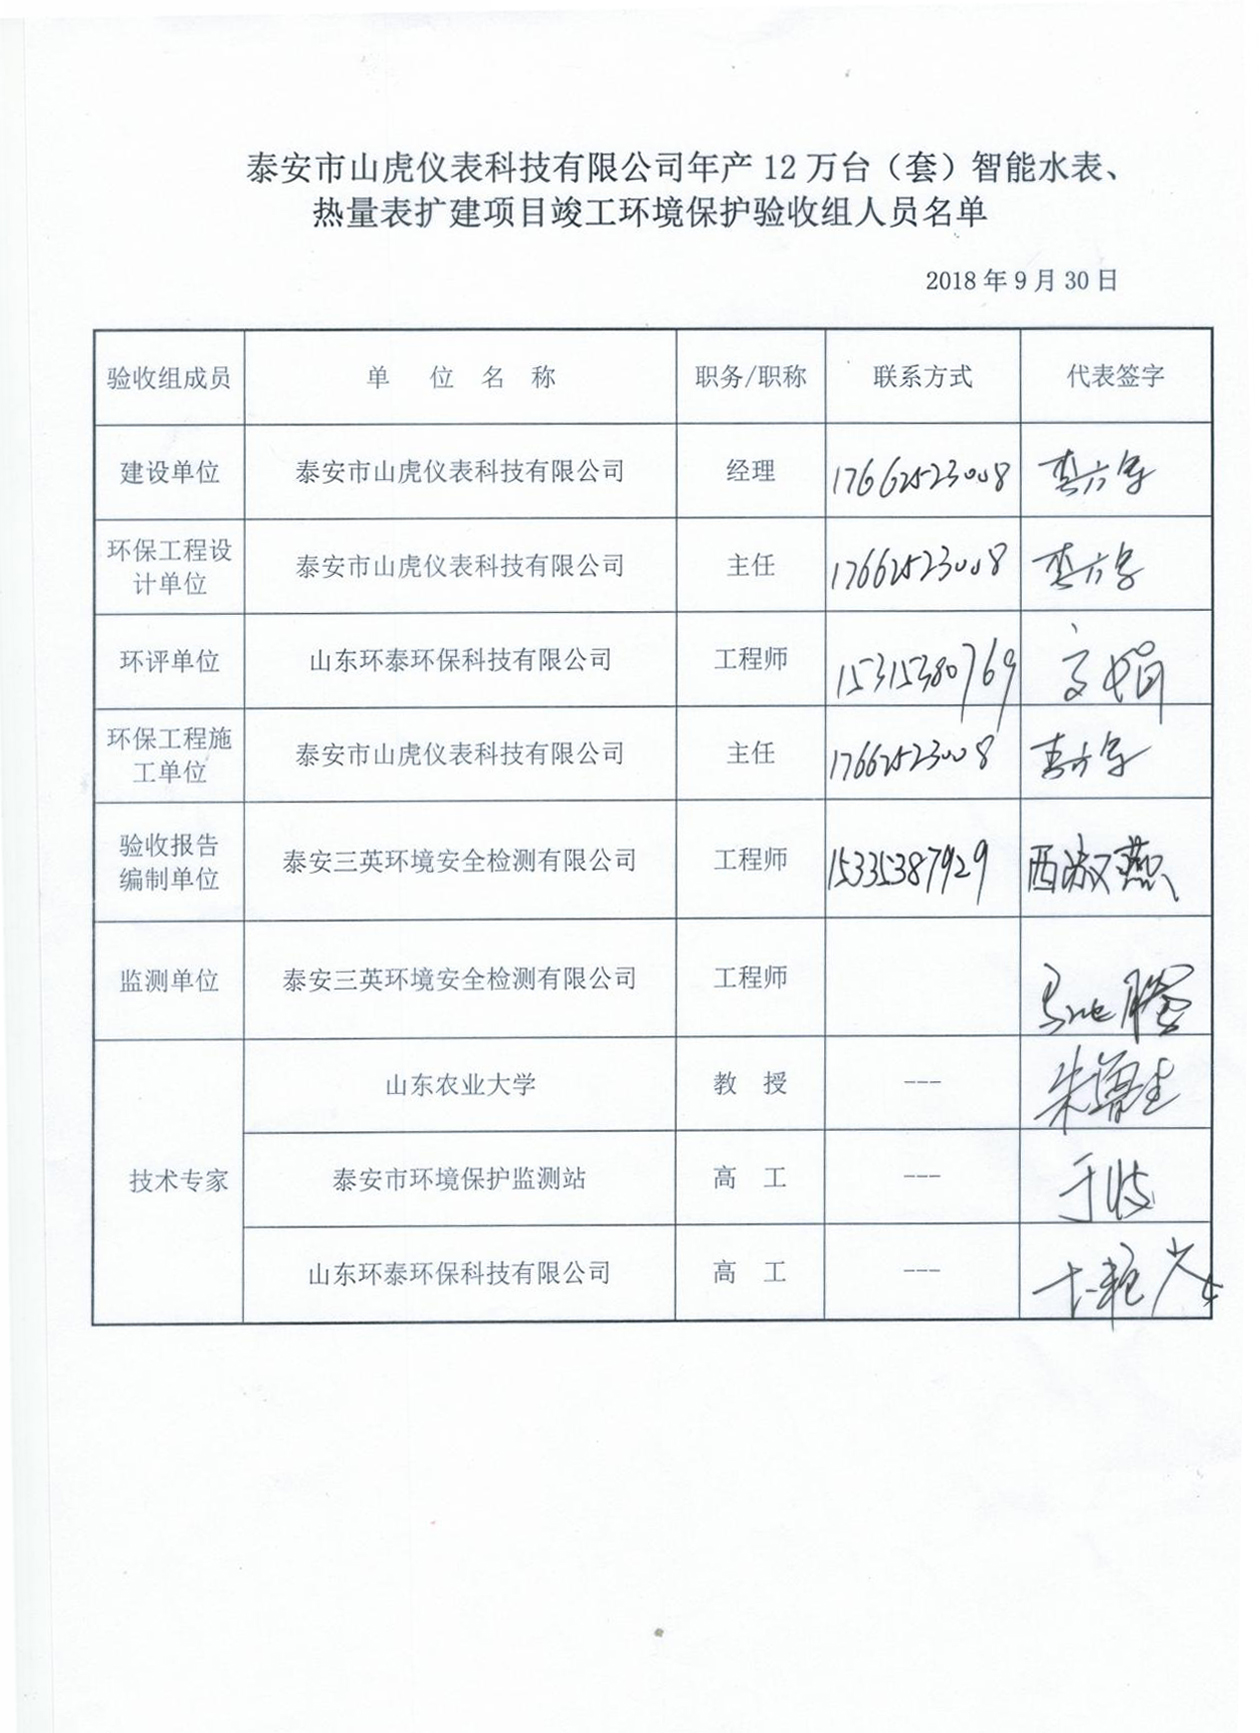 泰安市山虎仪表科技有限公司年产 12 万台（套）智能水表、
热量表扩建项目竣工环境保护验收组人员名单
2018 年 9 月 30 日
验收组成员 单 位 名 称 职务/职称 联系方式 代表签字
建设单位 泰安市山虎仪表科技有限公司 经理 17662523008
环保工程设
计单位 泰安市山虎仪表科技有限公司 主任 17662523008
环评单位 山东环泰环保科技有限公司 工程师 15315380769
环保工程施
工单位 泰安市山虎仪表科技有限公司 主任 17662523008
验收报告
编制单位 泰安三英环境安全检测有限公司 工程师 15335387929 西淑燕
监测单位 泰安三英环境安全检测有限公司 工程师
技术专家
山东农业大学 教 授 ---
泰安市环境保护监测站 高 工 ---
山东环泰环保科技有限公司 高 工 ---